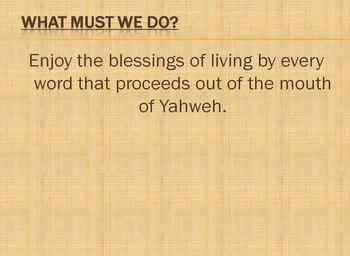 WHAT MUST WE DO?
Enjoy the blessings of living by every
word that proceeds out of the mouth
of Yahweh.